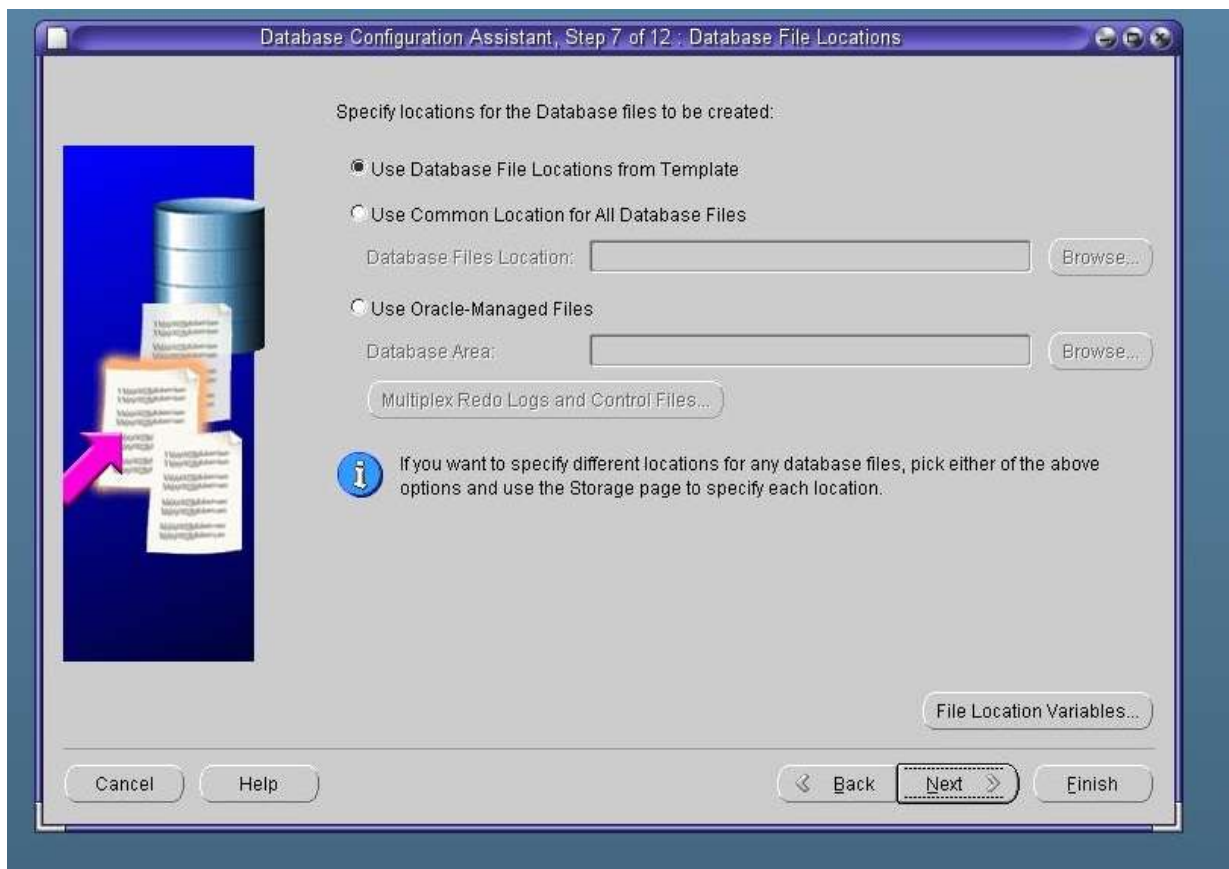 Database Configuration Assistant, Step 7 of 12 : Database File Locations
Specify locations for the Database files to be created:
Use Database File Locations from Template
Use Common Location for All Database Files
Database Files Location:
Browse...
Use Oracle-Managed Files
Database Area:
Browse...
Multiplex Redo Logs and Control Files...
If you want to specify different locations for any database files, pick either of the above
options and use the Storage page to specify each location.
File Location Variables...
Cancel
Help
Back
Next
Finish